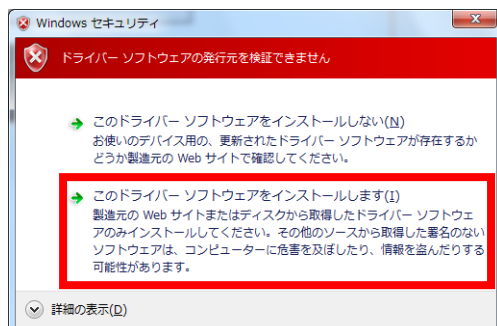 Windows セキュリティ
ドライバー ソフトウェアの発行元を検証できません
このドライバー ソフトウェアをインストールしない(N)
お使いのデバイス用の、更新されたドライバー ソフトウェアが存在するか
どうか製造元の Web サイトで確認してください。
このドライバー ソフトウェアをインストールします(I)
製造元の Web サイトまたはディスクから取得したドライバー ソフトウェ
アのみインストールしてください。その他のソースから取得した署名のない
ソフトウェアは、コンピューターに危害を及ぼしたり、情報を盗んだりする
可能性があります。
詳細の表示(D)